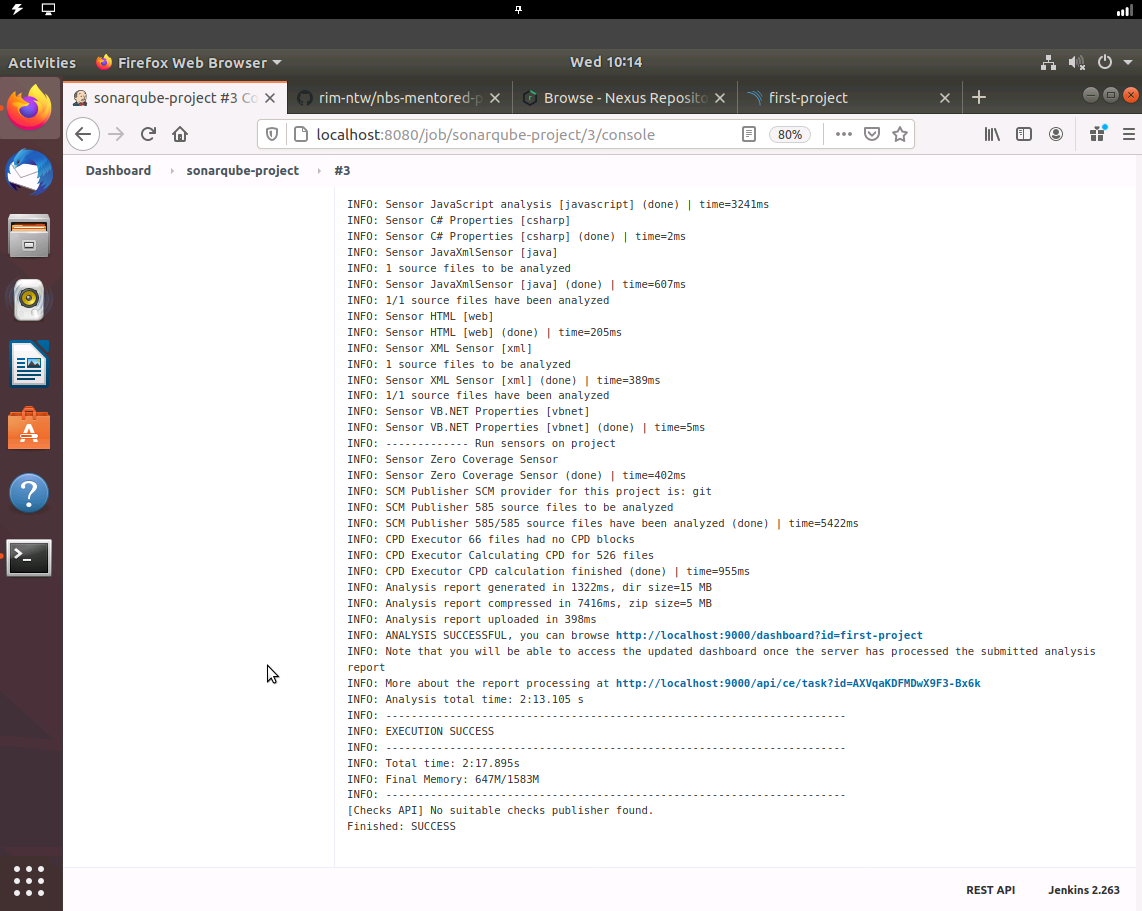 Activities Firefox Web Browser Wed 10:14
sonarqube-project #3 Co rim-ntw/nbs-mentored-p Browse - Nexus Reposito first-project
localhost:8080/job/sonarqube-project/3/console 80%
Dashboard sonarqube-project #3
INFO: Sensor JavaScript analysis [javascript] (done) | time=3241ms
INFO: Sensor C# Properties [csharp]
INFO: Sensor C# Properties [csharp] (done) | time=2ms
INFO: Sensor JavaXmlSensor [java]
INFO: 1 source files to be analyzed
INFO: Sensor JavaXmlSensor [java] (done) | time=607ms
INFO: 1/1 source files have been analyzed
INFO: Sensor HTML [web]
INFO: Sensor HTML [web] (done) | time=205ms
INFO: Sensor XML Sensor [xml]
INFO: 1 source files to be analyzed
INFO: Sensor XML Sensor [xml] (done) | time=389ms
INFO: 1/1 source files have been analyzed
INFO: Sensor VB.NET Properties [vbnet]
INFO: Sensor VB.NET Properties [vbnet] (done) | time=5ms
INFO: ------------- Run sensors on project
INFO: Sensor Zero Coverage Sensor
INFO: Sensor Zero Coverage Sensor (done) | time=402ms
INFO: SCM Publisher SCM provider for this project is: git
INFO: SCM Publisher 585 source files to be analyzed
INFO: SCM Publisher 585/585 source files have been analyzed (done) | time=5422ms
INFO: CPD Executor 66 files had no CPD blocks
INFO: CPD Executor Calculating CPD for 526 files
INFO: CPD Executor CPD calculation finished (done) | time=955ms
INFO: Analysis report generated in 1322ms, dir size=15 MB
INFO: Analysis report compressed in 7416ms, zip size=5 MB
INFO: Analysis report uploaded in 398ms
INFO: ANALYSIS SUCCESSFUL, you can browse http://localhost:9000/dashboard?id=first-project
INFO: Note that you will be able to access the updated dashboard once the server has processed the submitted analysis
report
INFO: More about the report processing at http://localhost:9000/api/ce/task?id=AXVqaKDFMDwX9F3-Bx6k
INFO: Analysis total time: 2:13.105 s
INFO: ------------------------------------------------------------------------
INFO: EXECUTION SUCCESS
INFO: ------------------------------------------------------------------------
INFO: Total time: 2:17.895s
INFO: Final Memory: 647M/1583M
INFO: ------------------------------------------------------------------------
[Checks API] No suitable checks publisher found.
Finished: SUCCESS
REST API Jenkins 2.263